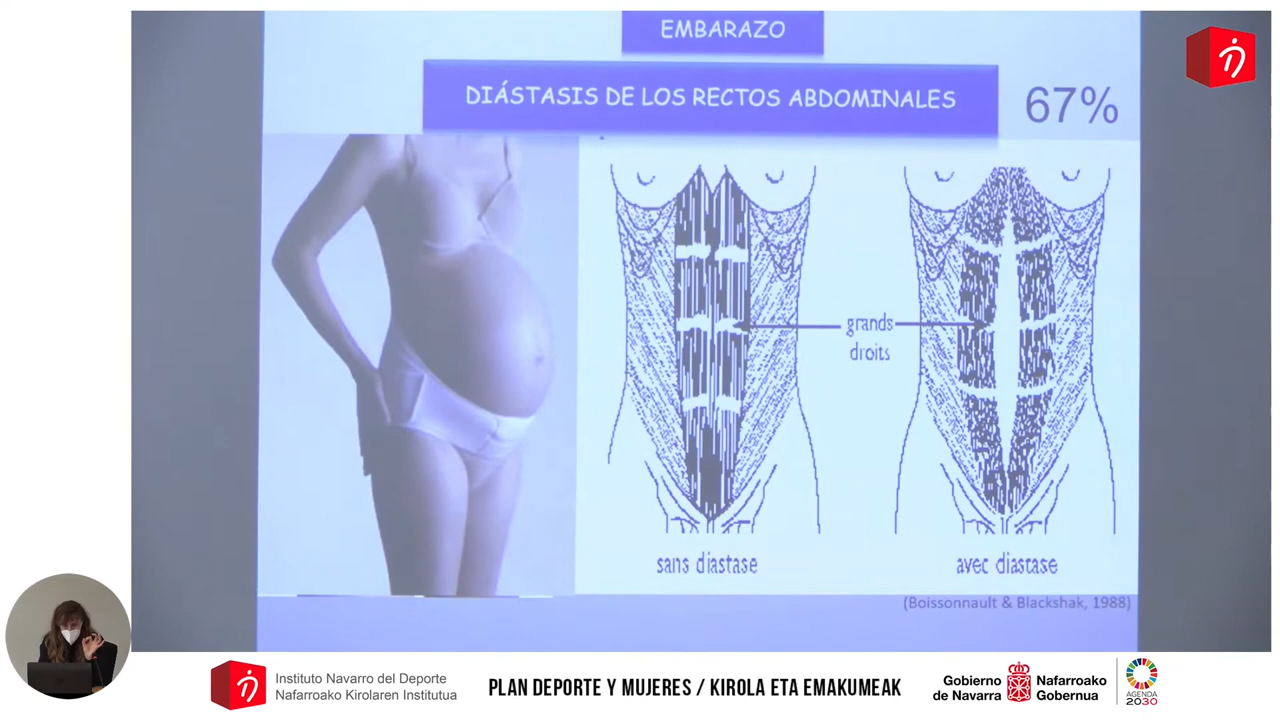 EMBARAZO
DIÁSTASIS DE LOS RECTOS ABDOMINALES
67%
grands
droits
sans diastase
avec diastase
(Boissonnault & Blackshak, 1988)
Instituto Navarro del Deporte
Nafarroako Kirolaren Institutua
PLAN DEPORTE Y MUJERES / KIROLA ETA EMAKUMEAK
Gobierno
de Navarra
Nafarroako
Gobernua
AGENDA
2030